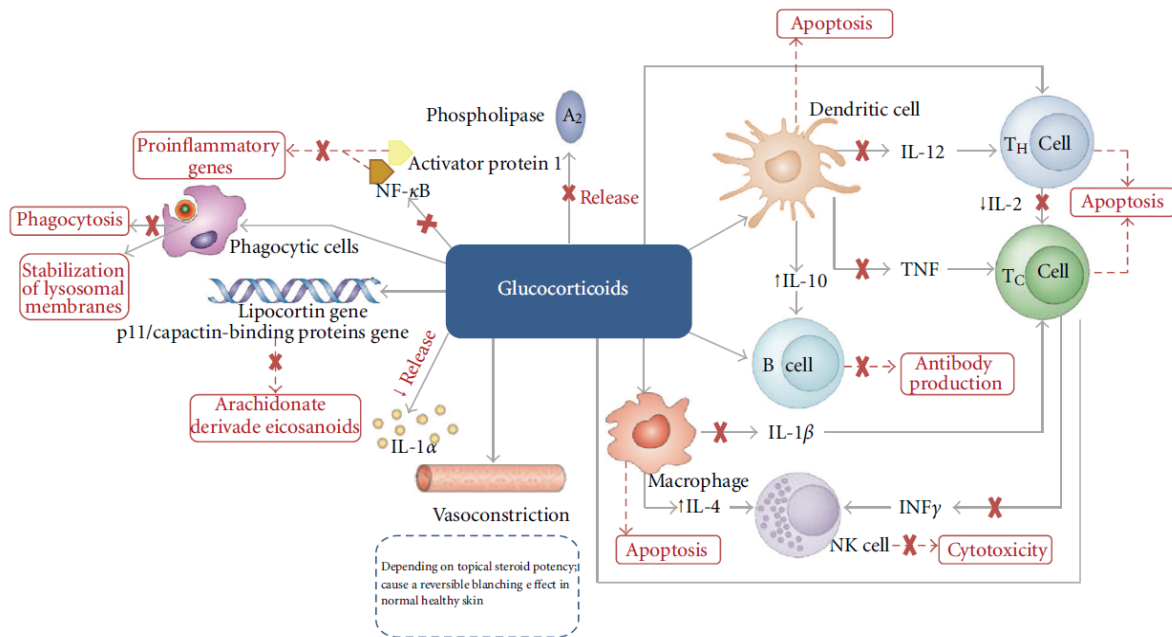 Apoptosis
Phospholipase
A2
Dendritic cell
TH Cell
Proinflammatory
genes
Activator protein 1
NF-κB
IL-12
Release
↓IL-2
Apoptosis
Phagocytosis
Phagocytic cells
Stabilization
of lysosomal
membranes
Glucocorticoids
↑IL-10
TNF
TC Cell
Lipocortin gene
p11/capactin-binding proteins gene
B cell
Antibody
production
↓ Release
Arachidonate
derivade eicosanoids
IL-1α
IL-1β
Macrophage
↑IL-4
INFγ
Vasoconstriction
Apoptosis
NK cell
Cytotoxicity
Depending on topical steroid potency;
cause a reversible blanching effect in
normal healthy skin